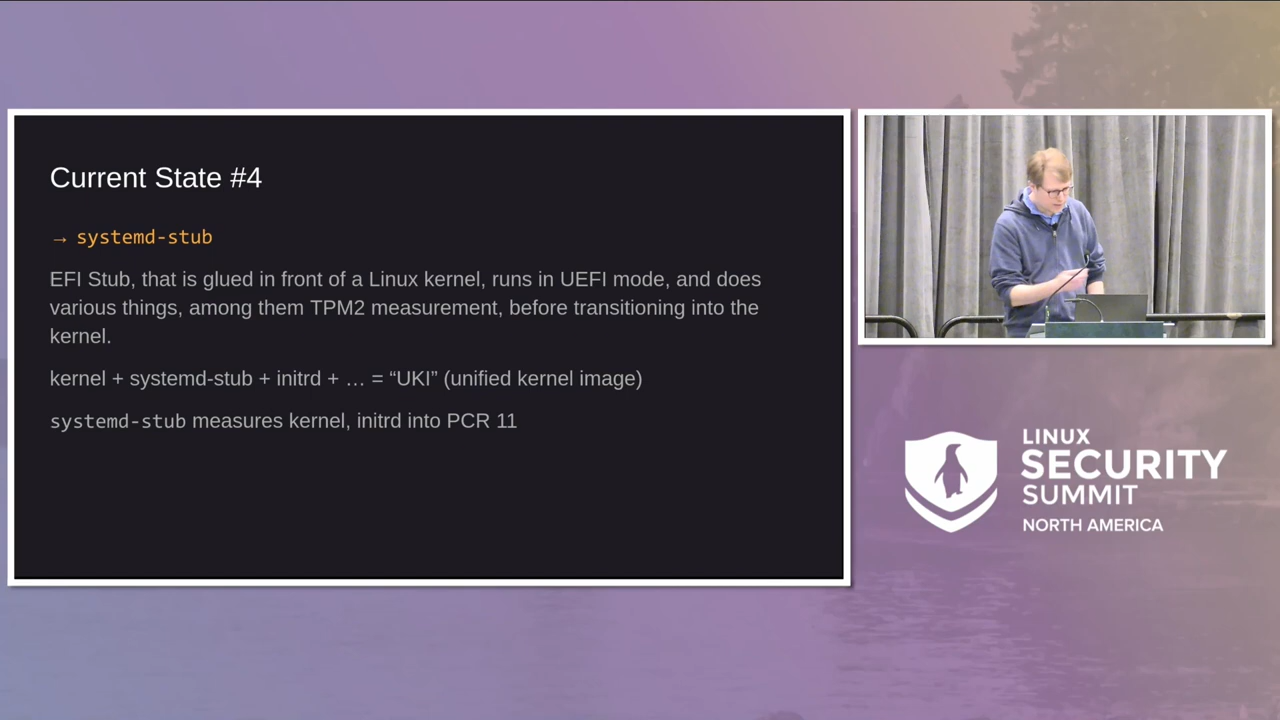 Current State #4
→ systemd-stub
EFI Stub, that is glued in front of a Linux kernel, runs in UEFI mode, and does
various things, among them TPM2 measurement, before transitioning into the
kernel.
kernel + systemd-stub + initrd + … = “UKI” (unified kernel image)
systemd-stub measures kernel, initrd into PCR 11
LINUX
SECURITY
SUMMIT
NORTH AMERICA